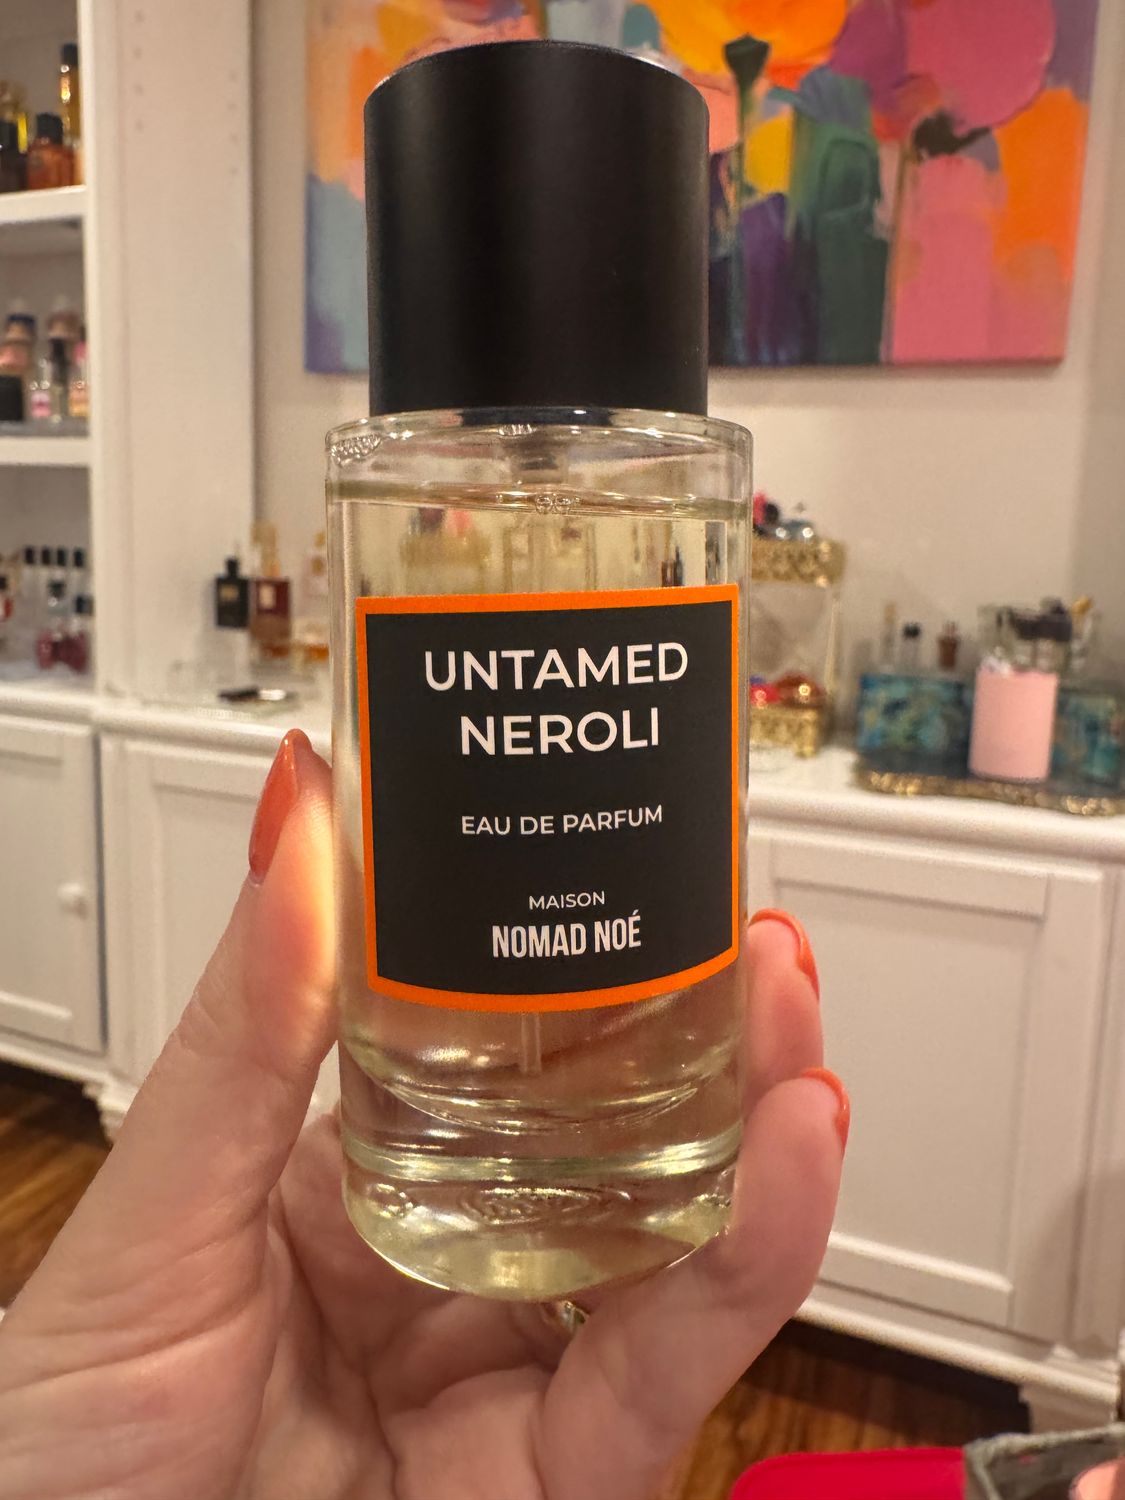 UNTAMED
NEROLI
EAU DE PARFUM
MAISON
NOMAD NOÉ